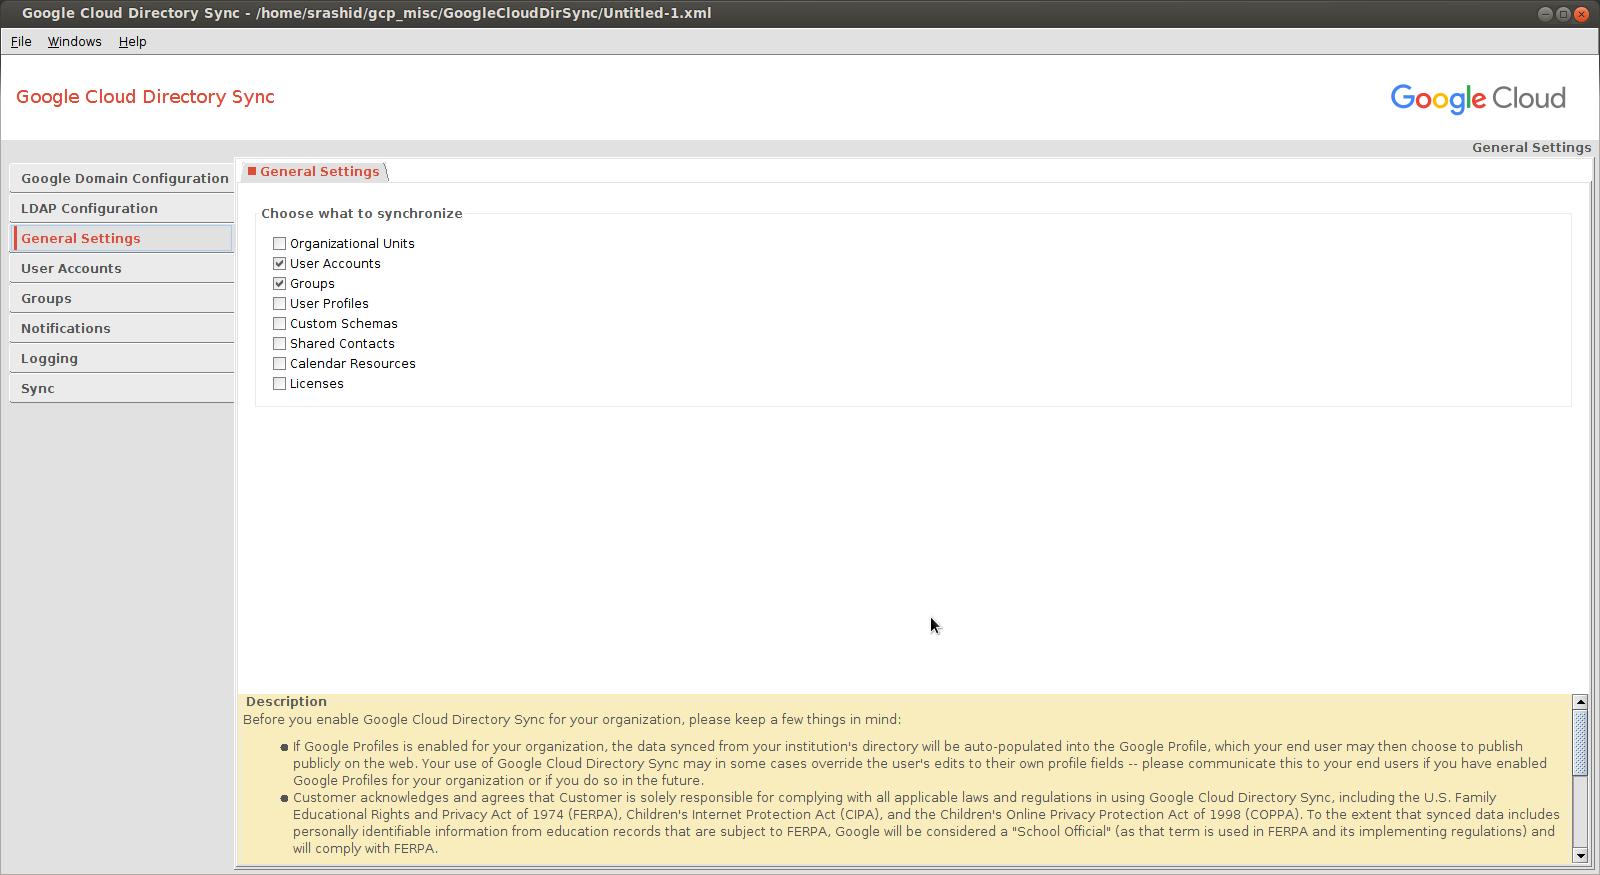 Google Cloud Directory Sync - /home/srashid/gcp_misc/GoogleCloudDirSync/Untitled-1.xml
File Windows Help
Google Cloud Directory Sync
Google Cloud
General Settings
Google Domain Configuration
LDAP Configuration
General Settings
User Accounts
Groups
Notifications
Logging
Sync
General Settings
Choose what to synchronize
Organizational Units
User Accounts
Groups
User Profiles
Custom Schemas
Shared Contacts
Calendar Resources
Licenses
Description
Before you enable Google Cloud Directory Sync for your organization, please keep a few things in mind:
If Google Profiles is enabled for your organization, the data synced from your institution's directory will be auto-populated into the Google Profile, which your end user may then choose to publish
publicly on the web. Your use of Google Cloud Directory Sync may in some cases override the user's edits to their own profile fields -- please communicate this to your end users if you have enabled
Google Profiles for your organization or if you do so in the future.
Customer acknowledges and agrees that Customer is solely responsible for complying with all applicable laws and regulations in using Google Cloud Directory Sync, including the U.S. Family
Educational Rights and Privacy Act of 1974 (FERPA), Children's Internet Protection Act (CIPA), and the Children's Online Privacy Protection Act of 1998 (COPPA). To the extent that synced data includes
personally identifiable information from education records that are subject to FERPA, Google will be considered a "School Official" (as that term is used in FERPA and its implementing regulations) and
will comply with FERPA.